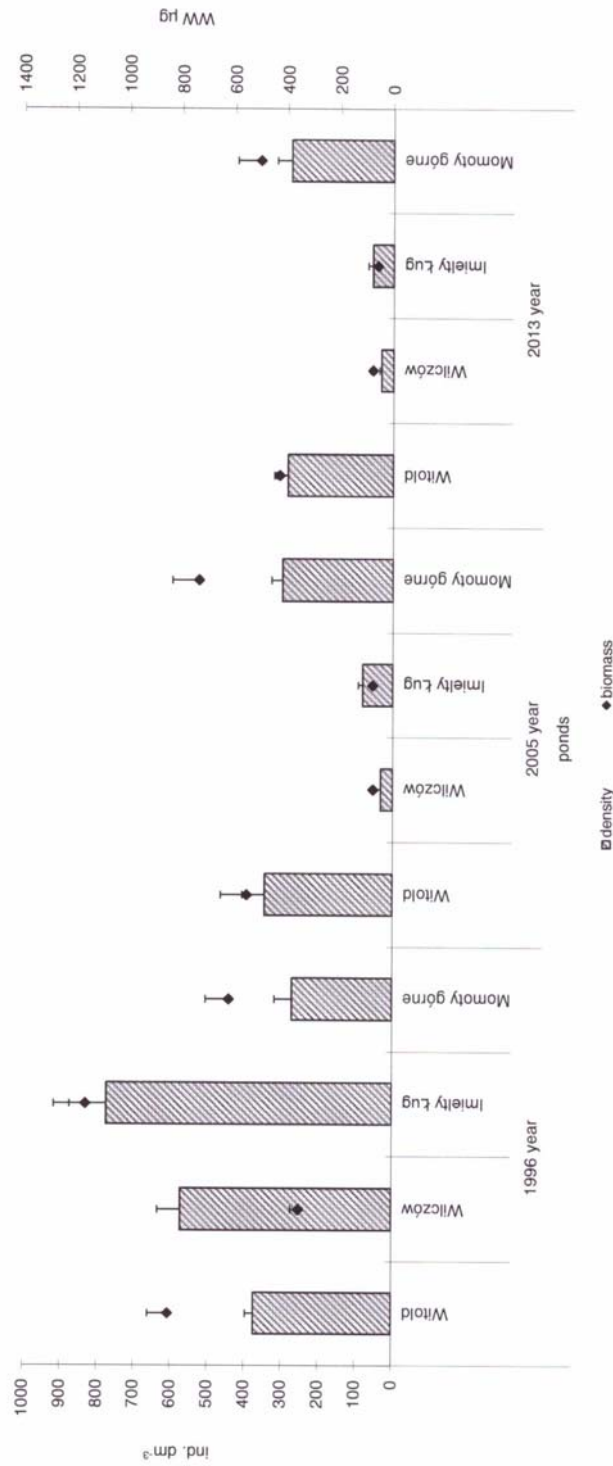 ind. dm⁻³
1000
900
800
700
600
500
400
300
200
100
0
WW µg
1400
1200
1000
800
600
400
200
0
Witold
Wilczów
Imielty Ług
Momoty górne
Witold
Wilczów
Imielty Ług
Momoty górne
Witold
Wilczów
Imielty Ług
Momoty górne
1996 year
2005 year
2013 year
ponds
density
biomass